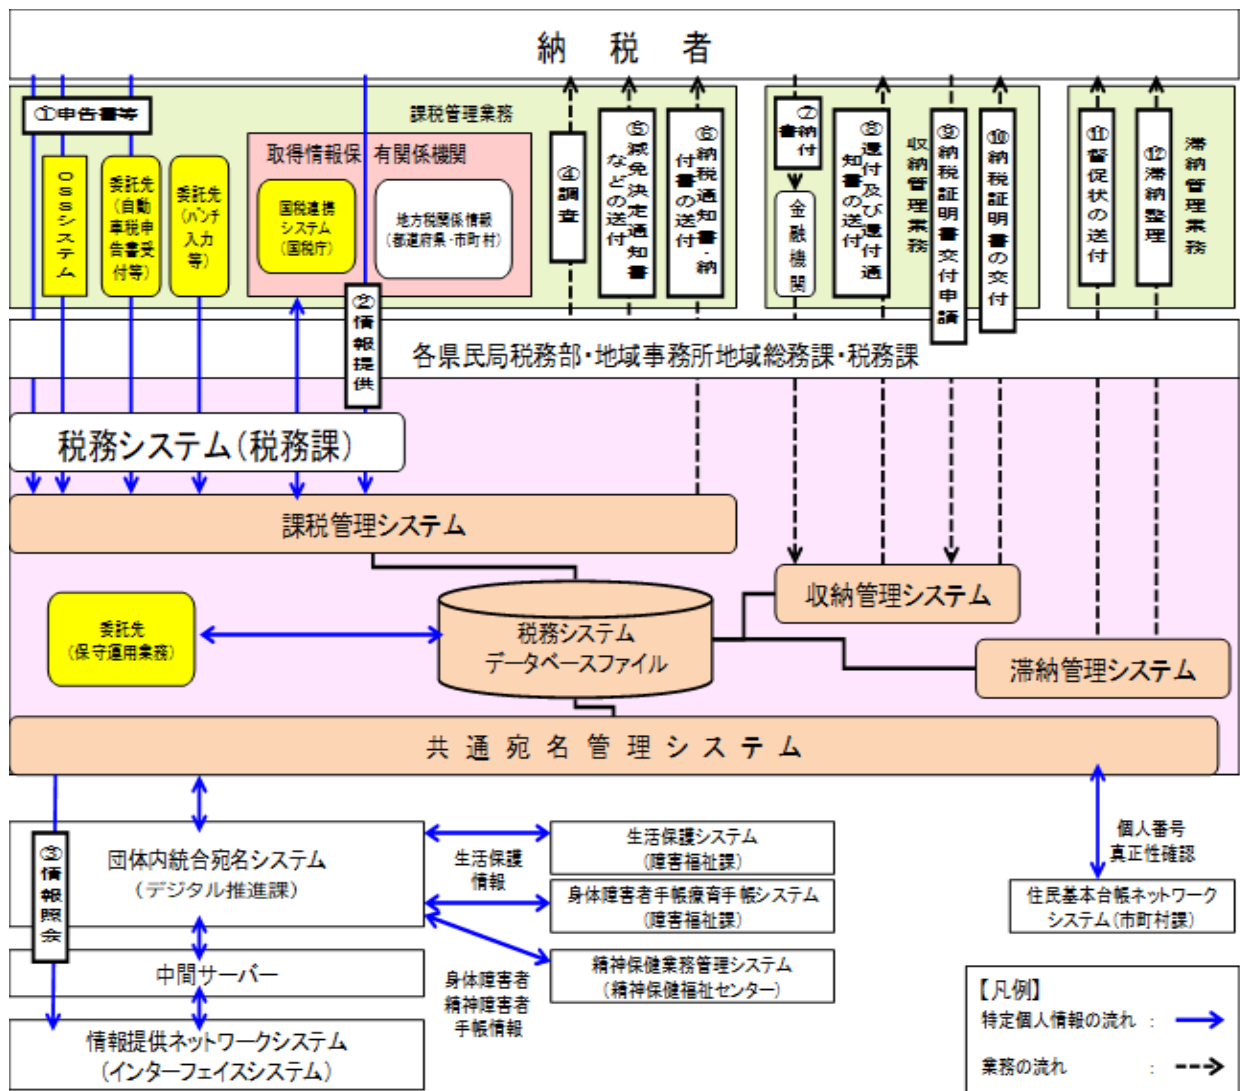 納税者
①申告書等
課税管理業務
OSSシステム
委託先
(自動
車税申
告書受
付等)
委託先
(パンチ
入力
等)
取得情報保有関係機関
国税連携
システム
(国税庁)
地方税関係情報
(都道府県・市町村)
②情報提供
④調査
⑤減免決定通知書
などの送付
⑥納税通知書・納
付書の送付
⑦納付
書
金融機関
⑧還付及び還付通
知書の送付
収納管理業務
⑨納税証明書交付申請
⑩納税証明書の交付
⑪督促状の送付
⑫滞納整理
滞納管理業務
各県民局税務部・地域事務所地域総務課・税務課
税務システム(税務課)
課税管理システム
収納管理システム
委託先
(保守運用業務)
税務システム
データベースファイル
滞納管理システム
共通宛名管理システム
③情報照会
団体内統合宛名システム
(デジタル推進課)
生活保護
情報
生活保護システム
(障害福祉課)
個人番号
真正性確認
身体障害者手帳療育手帳システム
(障害福祉課)
住民基本台帳ネットワーク
システム(市町村課)
中間サーバー
身体障害者
精神障害者
手帳情報
精神保健業務管理システム
(精神保健福祉センター)
情報提供ネットワークシステム
(インターフェイスシステム)
【凡例】
特定個人情報の流れ :
業務の流れ :